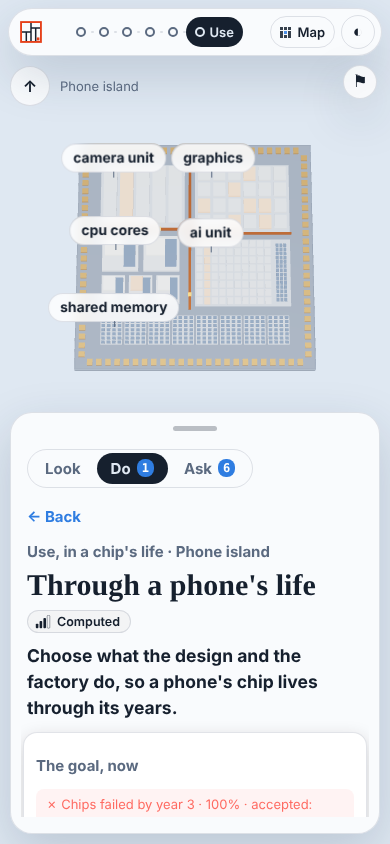 Use
Map
Phone island
camera unit
graphics
cpu cores
ai unit
shared memory
Look
Do 1
Ask 6
← Back
Use, in a chip's life · Phone island
Through a phone's life
Computed
Choose what the design and the
factory do, so a phone's chip lives
through its years.
The goal, now
× Chips failed by year 3 · 100% · accepted: